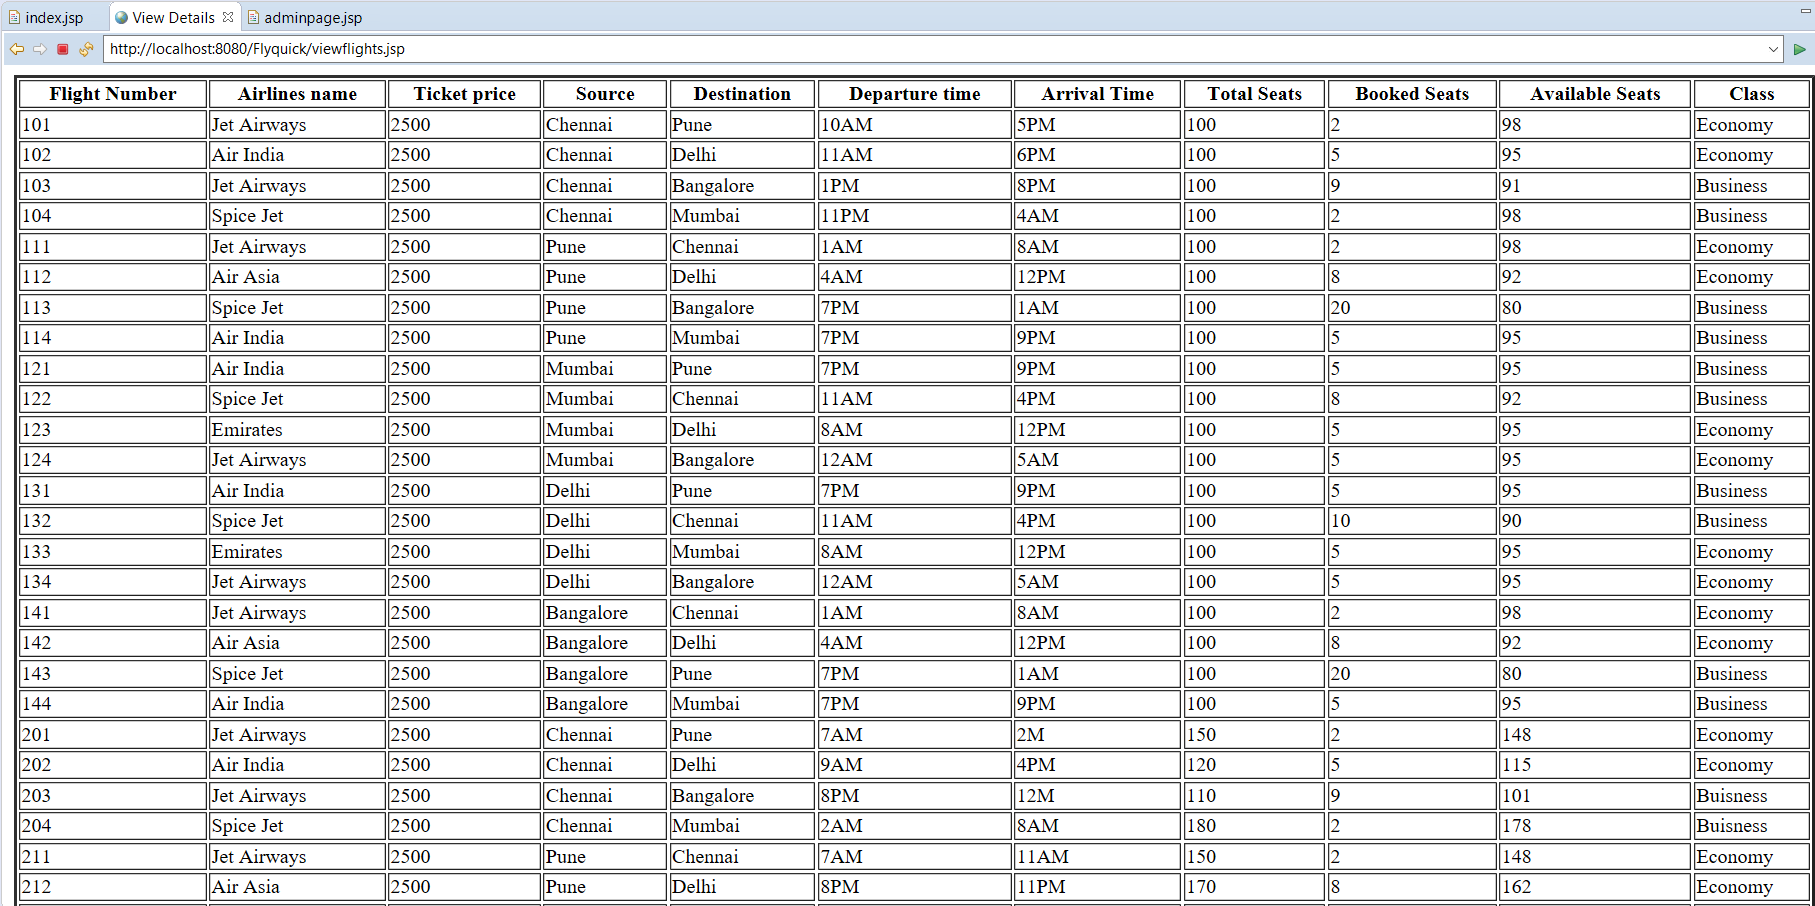 index.jsp View Details adminpage.jsp
http://localhost:8080/Flyquick/viewflights.jsp
Flight Number Airlines name Ticket price Source Destination Departure time Arrival Time Total Seats Booked Seats Available Seats Class
101 Jet Airways 2500 Chennai Pune 10AM 5PM 100 2 98 Economy
102 Air India 2500 Chennai Delhi 11AM 6PM 100 5 95 Economy
103 Jet Airways 2500 Chennai Bangalore 1PM 8PM 100 9 91 Business
104 Spice Jet 2500 Chennai Mumbai 11PM 4AM 100 2 98 Business
111 Jet Airways 2500 Pune Chennai 1AM 8AM 100 2 98 Economy
112 Air Asia 2500 Pune Delhi 4AM 12PM 100 8 92 Economy
113 Spice Jet 2500 Pune Bangalore 7PM 1AM 100 20 80 Business
114 Air India 2500 Pune Mumbai 7PM 9PM 100 5 95 Business
121 Air India 2500 Mumbai Pune 7PM 9PM 100 5 95 Business
122 Spice Jet 2500 Mumbai Chennai 11AM 4PM 100 8 92 Business
123 Emirates 2500 Mumbai Delhi 8AM 12PM 100 5 95 Economy
124 Jet Airways 2500 Mumbai Bangalore 12AM 5AM 100 5 95 Economy
131 Air India 2500 Delhi Pune 7PM 9PM 100 5 95 Business
132 Spice Jet 2500 Delhi Chennai 11AM 4PM 100 10 90 Business
133 Emirates 2500 Delhi Mumbai 8AM 12PM 100 5 95 Economy
134 Jet Airways 2500 Delhi Bangalore 12AM 5AM 100 5 95 Economy
141 Jet Airways 2500 Bangalore Chennai 1AM 8AM 100 2 98 Economy
142 Air Asia 2500 Bangalore Delhi 4AM 12PM 100 8 92 Economy
143 Spice Jet 2500 Bangalore Pune 7PM 1AM 100 20 80 Business
144 Air India 2500 Bangalore Mumbai 7PM 9PM 100 5 95 Business
201 Jet Airways 2500 Chennai Pune 7AM 2M 150 2 148 Economy
202 Air India 2500 Chennai Delhi 9AM 4PM 120 5 115 Economy
203 Jet Airways 2500 Chennai Bangalore 8PM 12M 110 9 101 Buisness
204 Spice Jet 2500 Chennai Mumbai 2AM 8AM 180 2 178 Buisness
211 Jet Airways 2500 Pune Chennai 7AM 11AM 150 2 148 Economy
212 Air Asia 2500 Pune Delhi 8PM 11PM 170 8 162 Economy